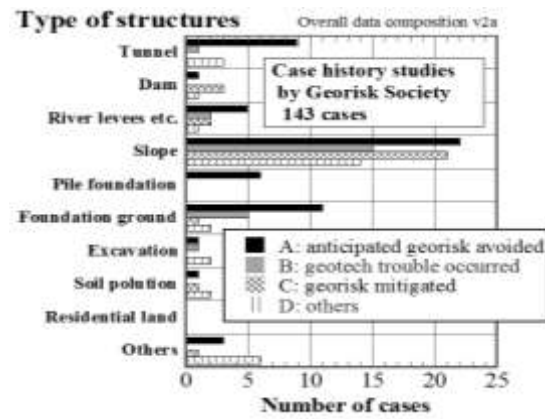 Type of structures
Overall data composition v2a
Tunnel
Dam
River levees etc.
Slope
Pile foundation
Foundation ground
Excavation
Soil polution
Residential land
Others
Case history studies
by Georisk Society
143 cases
A: anticipated georisk avoided
B: geotech trouble occurred
C: georisk mitigated
D: others
0 5 10 15 20 25
Number of cases